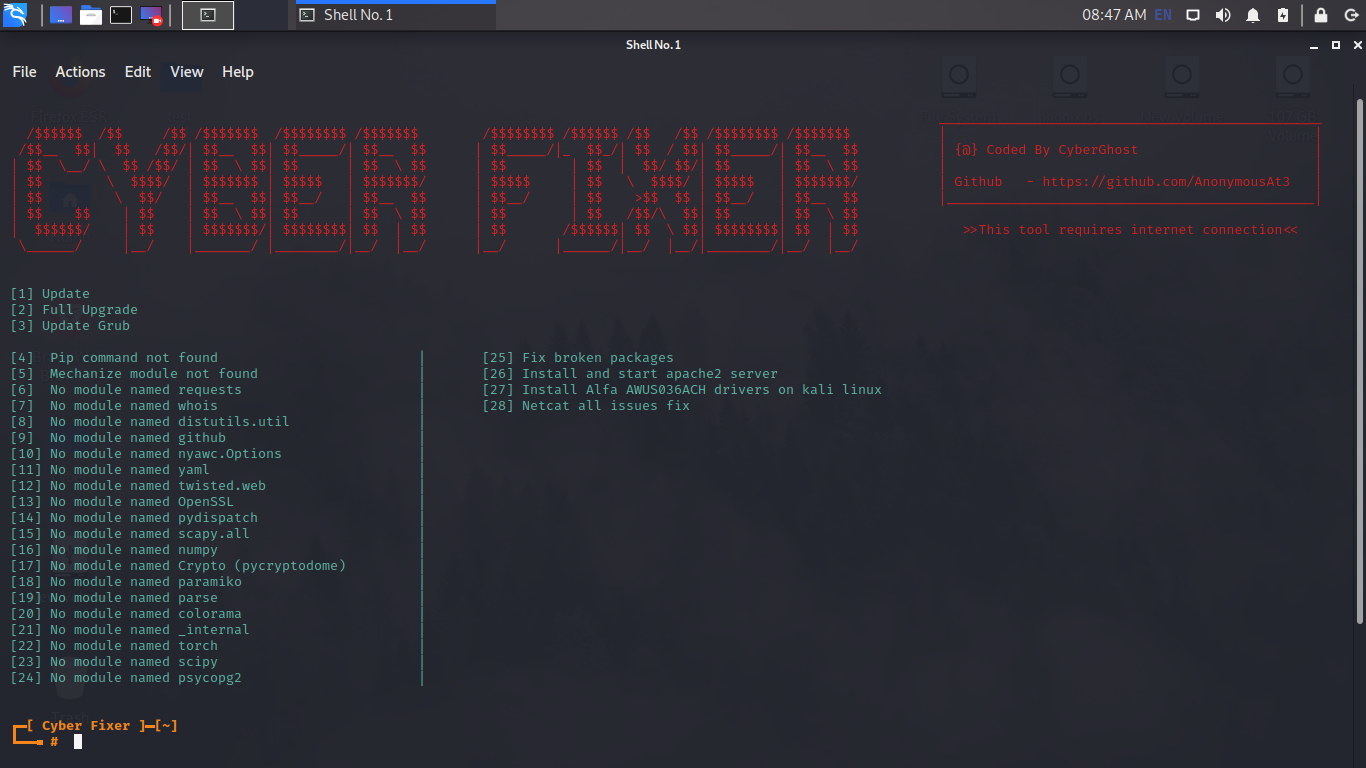 Shell No. 1
08:47 AM EN
Shell No. 1
File Actions Edit View Help
CYBER FIXER
{@} Coded By CyberGhost
Github - https://github.com/AnonymousAt3
>>This tool requires internet connection<<
[1] Update
[2] Full Upgrade
[3] Update Grub
[4] Pip command not found
[5] Mechanize module not found
[6] No module named requests
[7] No module named whois
[8] No module named distutils.util
[9] No module named github
[10] No module named nyawc.Options
[11] No module named yaml
[12] No module named twisted.web
[13] No module named OpenSSL
[14] No module named pydispatch
[15] No module named scapy.all
[16] No module named numpy
[17] No module named Crypto (pycryptodome)
[18] No module named paramiko
[19] No module named parse
[20] No module named colorama
[21] No module named _internal
[22] No module named torch
[23] No module named scipy
[24] No module named psycopg2
[25] Fix broken packages
[26] Install and start apache2 server
[27] Install Alfa AWUS036ACH drivers on kali linux
[28] Netcat all issues fix
[ Cyber Fixer ]-[~]
#